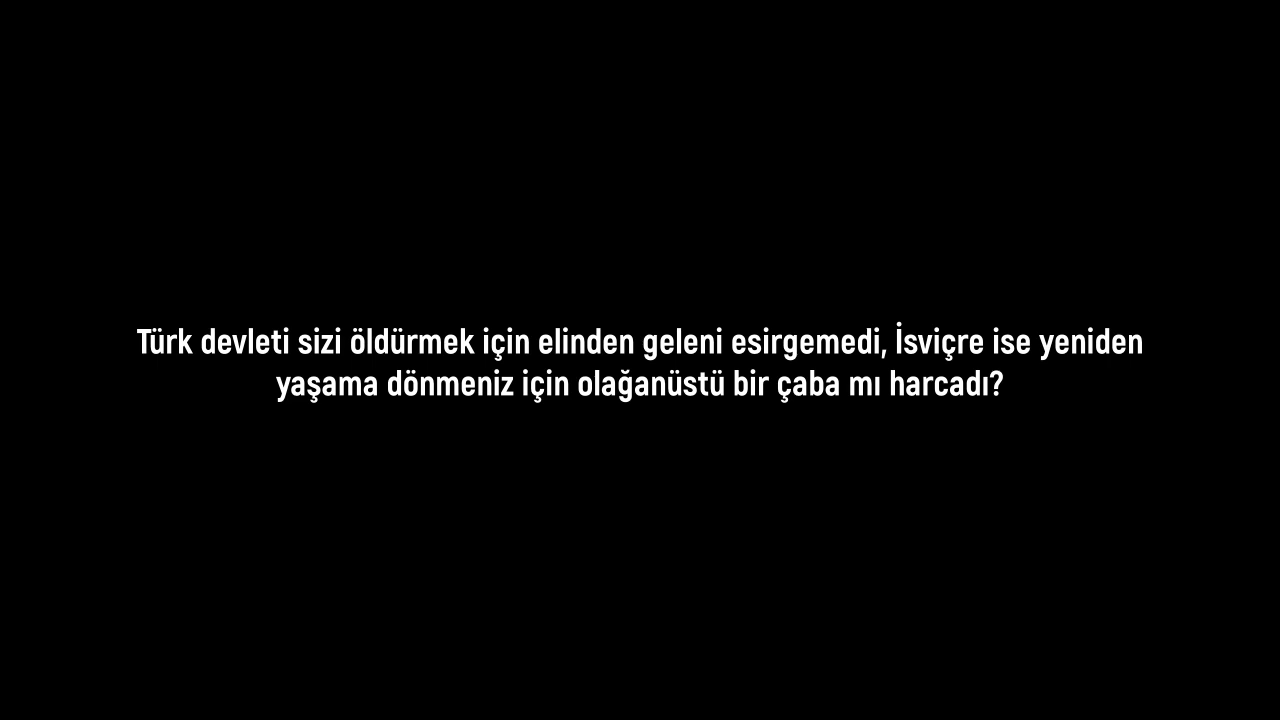 Türk devleti sizi öldürmek için elinden geleni esirgemedi, İsviçre ise yeniden
yaşama dönmeniz için olağanüstü bir çaba mı harcadı?